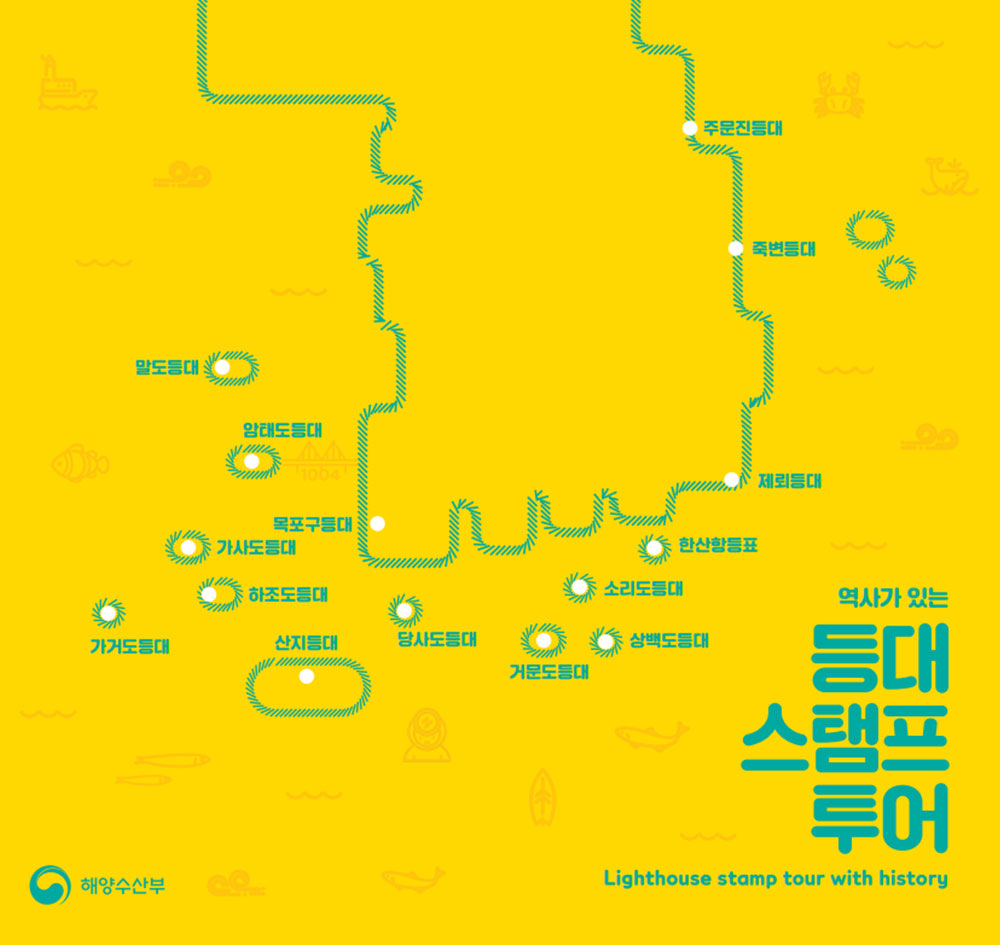 주문진등대
죽변등대
말도등대
암태도등대
1004
제뢰등대
목포구등대
가사도등대
한산항등표
하조도등대
소리도등대
가거도등대
당사도등대
산지등대
거문도등대
상백도등대
역사가 있는
등대
스탬프
투어
Lighthouse stamp tour with history
해양수산부